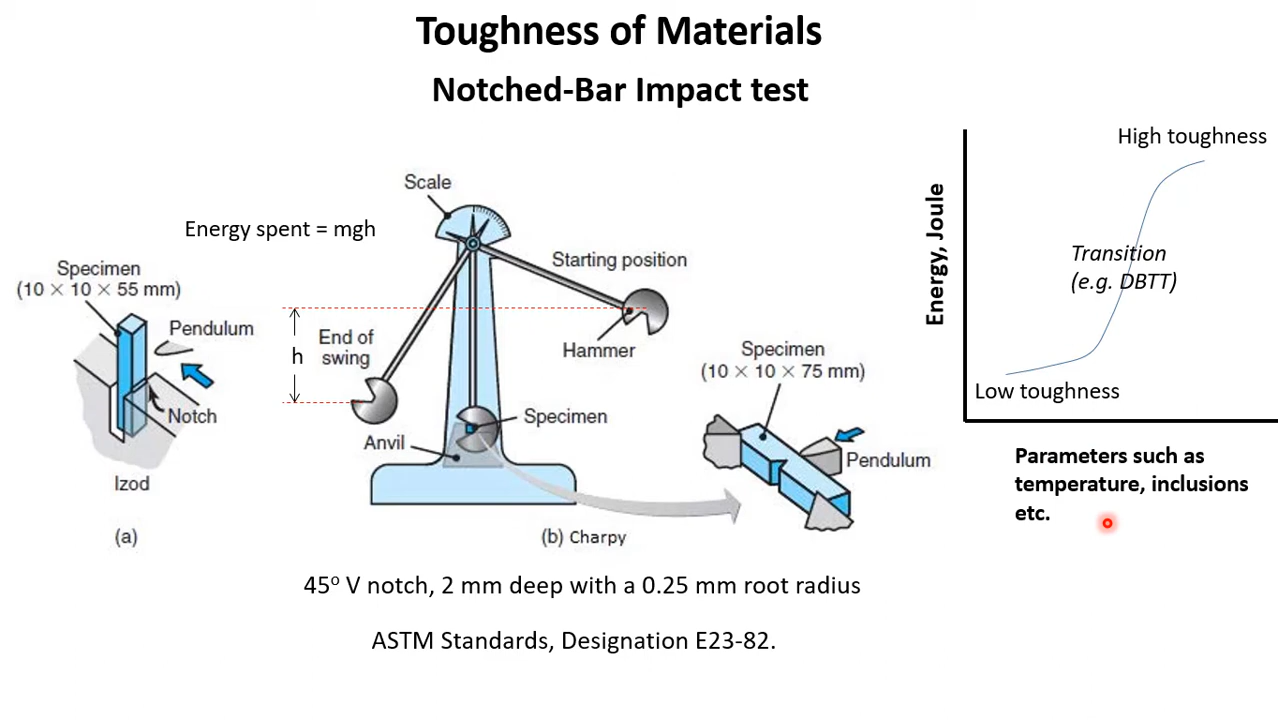 Toughness of Materials
Notched-Bar Impact test
Scale
Energy spent = mgh
Specimen
(10 × 10 × 55 mm)
Pendulum
Notch
Izod
(a)
Starting position
h
End of
swing
Hammer
Specimen
Anvil
(b) Charpy
Specimen
(10 × 10 × 75 mm)
Pendulum
High toughness
Energy, Joule
Transition
(e.g. DBTT)
Low toughness
Parameters such as
temperature, inclusions
etc.
45º V notch, 2 mm deep with a 0.25 mm root radius
ASTM Standards, Designation E23-82.